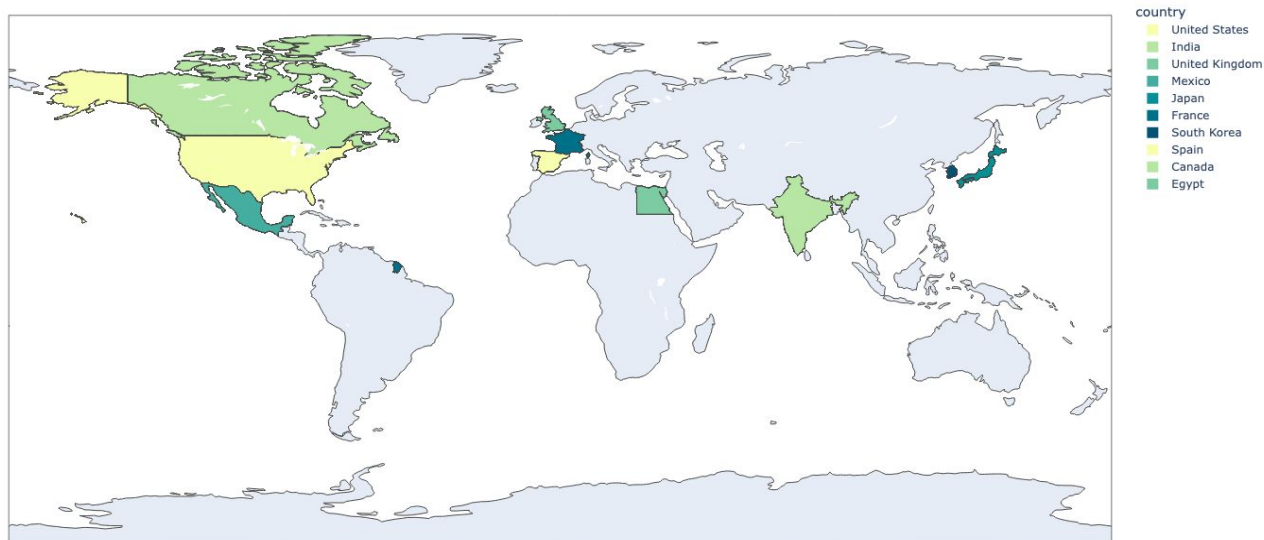 country
United States
India
United Kingdom
Mexico
Japan
France
South Korea
Spain
Canada
Egypt